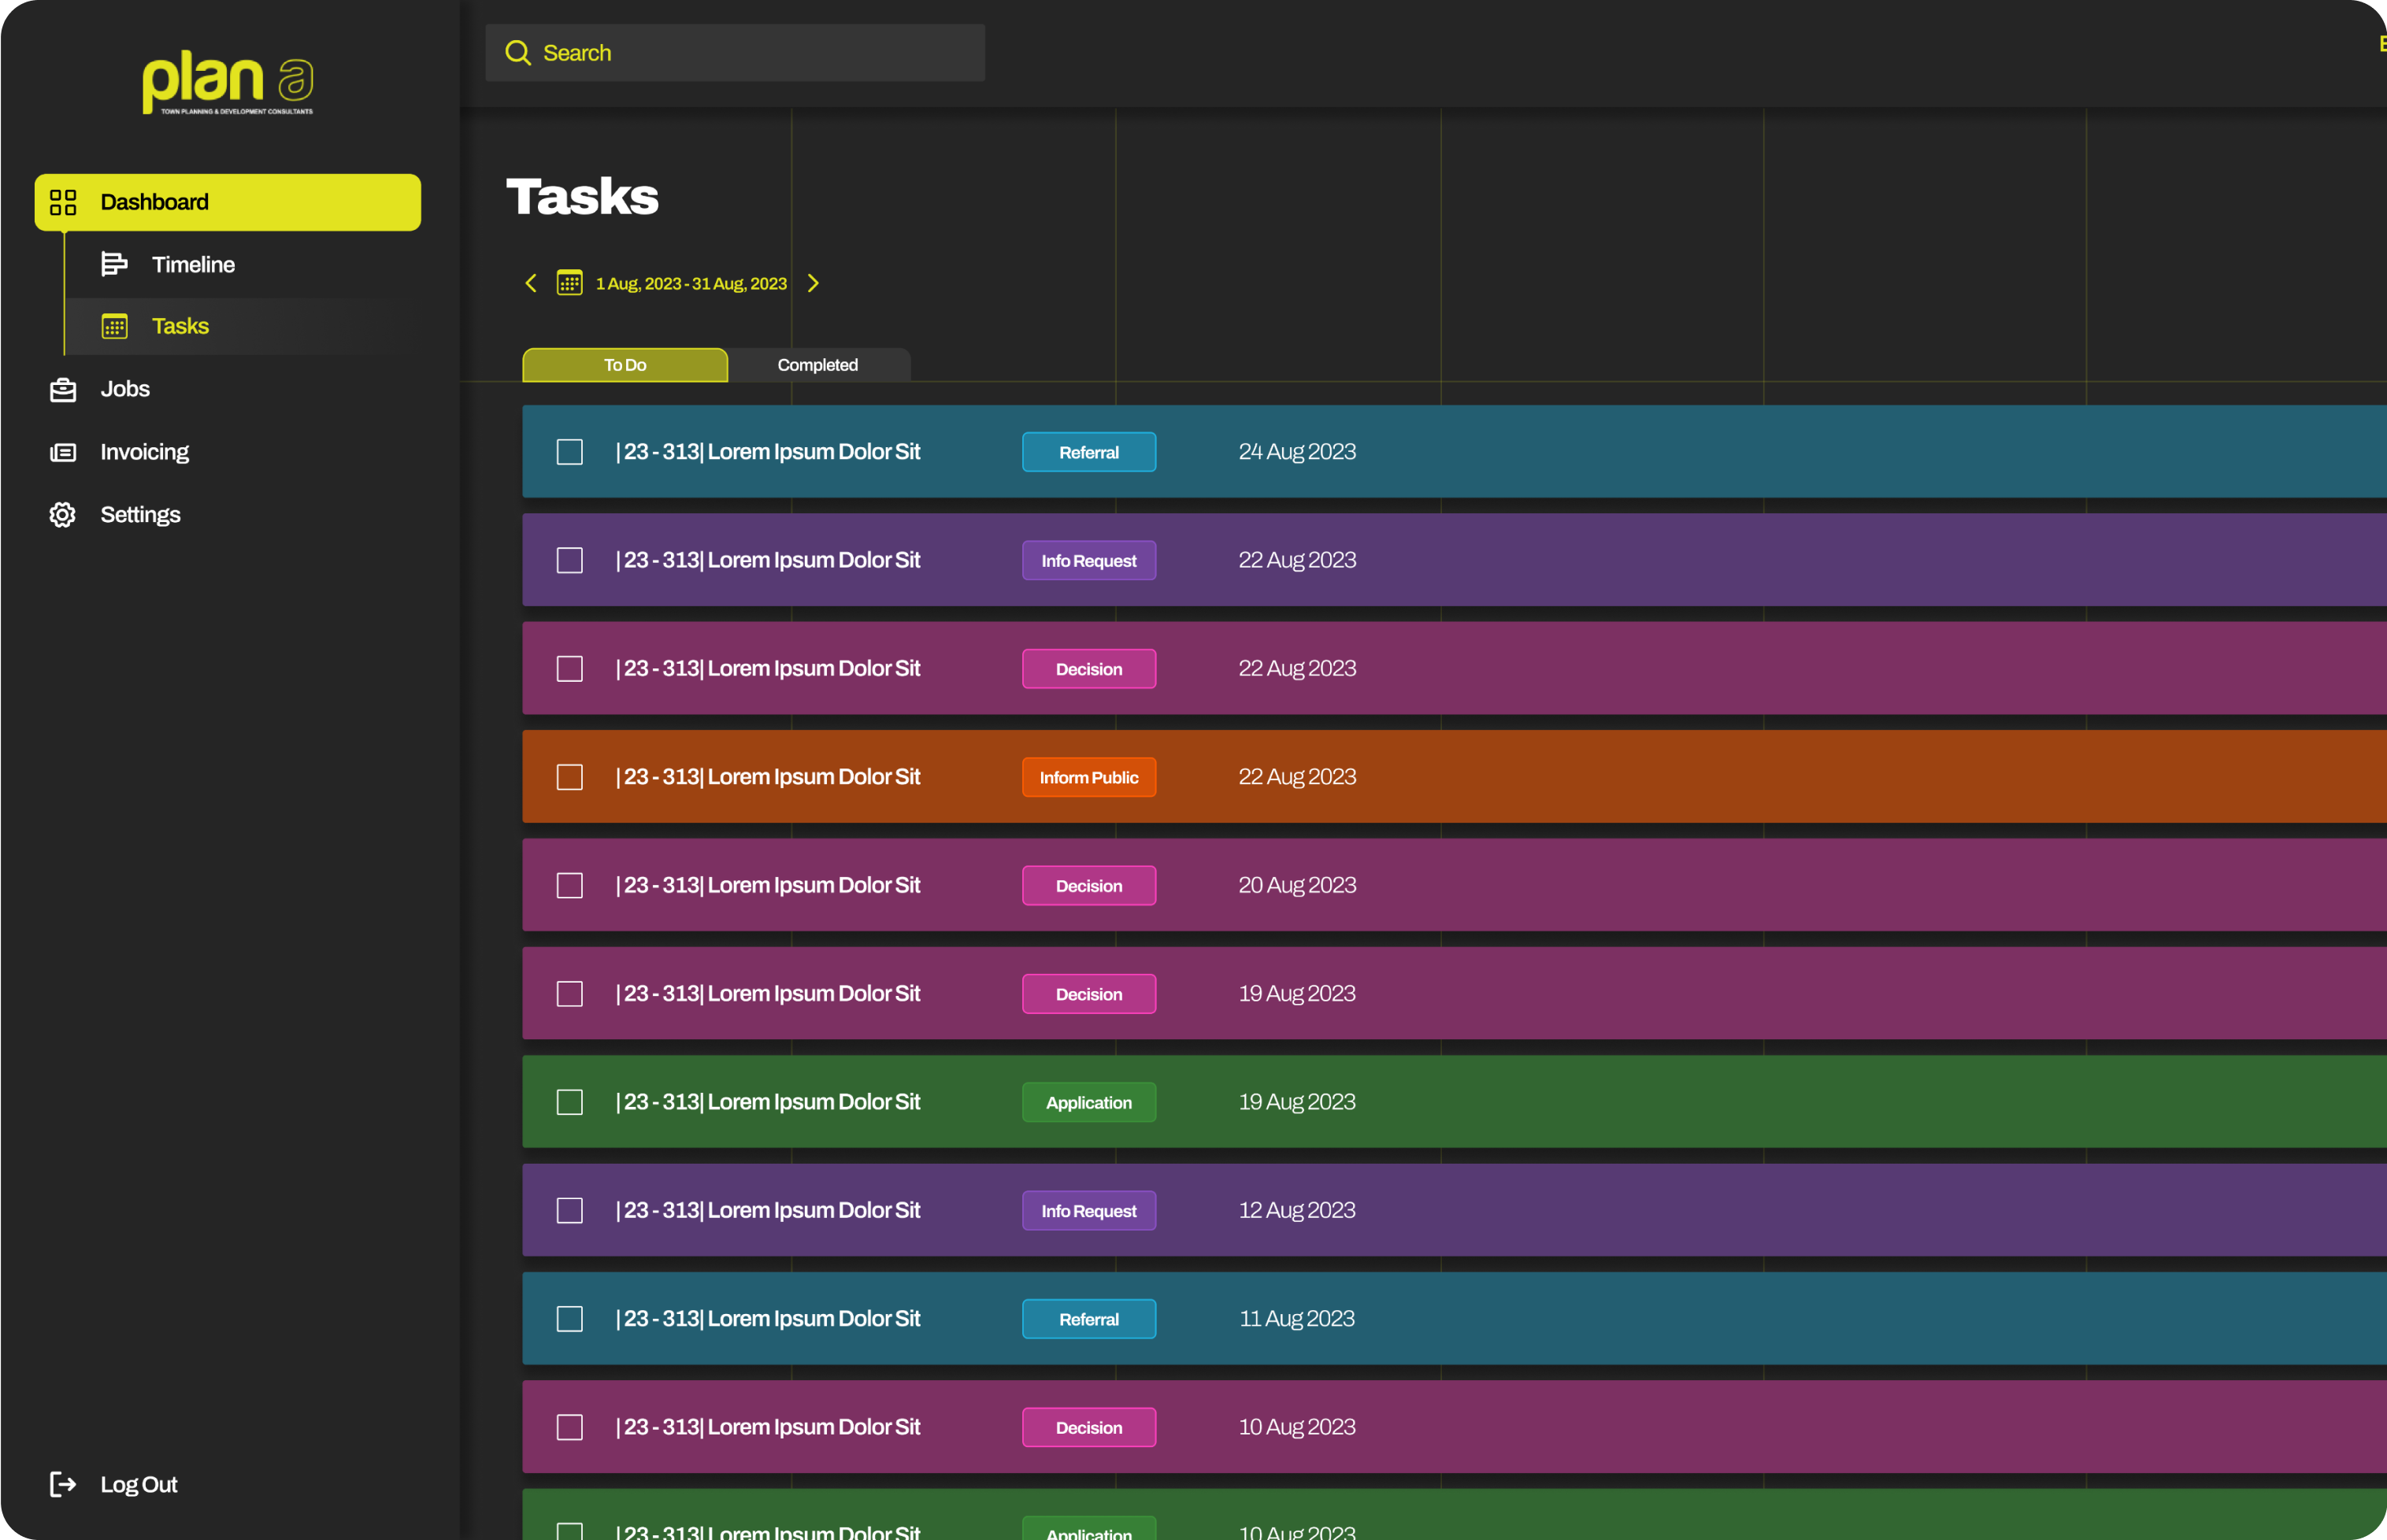 plan a
TOWN PLANNING & DEVELOPMENT CONSULTANTS
Search
Dashboard
Timeline
Tasks
Jobs
Invoicing
Settings
Log Out
Tasks
1 Aug, 2023 - 31 Aug, 2023
To Do
Completed
| 23 - 313| Lorem Ipsum Dolor Sit Referral 24 Aug 2023
| 23 - 313| Lorem Ipsum Dolor Sit Info Request 22 Aug 2023
| 23 - 313| Lorem Ipsum Dolor Sit Decision 22 Aug 2023
| 23 - 313| Lorem Ipsum Dolor Sit Inform Public 22 Aug 2023
| 23 - 313| Lorem Ipsum Dolor Sit Decision 20 Aug 2023
| 23 - 313| Lorem Ipsum Dolor Sit Decision 19 Aug 2023
| 23 - 313| Lorem Ipsum Dolor Sit Application 19 Aug 2023
| 23 - 313| Lorem Ipsum Dolor Sit Info Request 12 Aug 2023
| 23 - 313| Lorem Ipsum Dolor Sit Referral 11 Aug 2023
| 23 - 313| Lorem Ipsum Dolor Sit Decision 10 Aug 2023
| 23 - 313| Lorem Ipsum Dolor Sit Application 10 Aug 2023